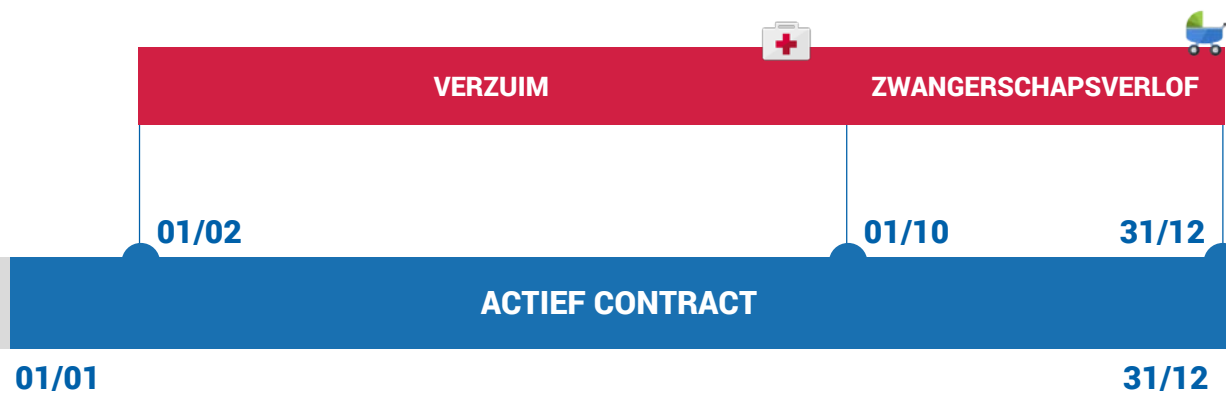 VERZUIM ZWANGERSCHAPSVERLOF
01/02 01/10 31/12
ACTIEF CONTRACT
01/01 31/12